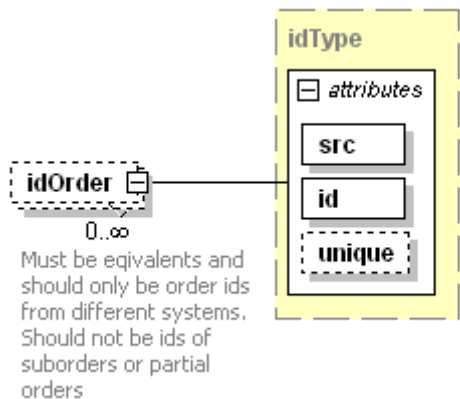 idType
attributes
src
idOrder
id
0..∞
unique
Must be eqivalents and
should only be order ids
from different systems.
Should not be ids of
suborders or partial
orders